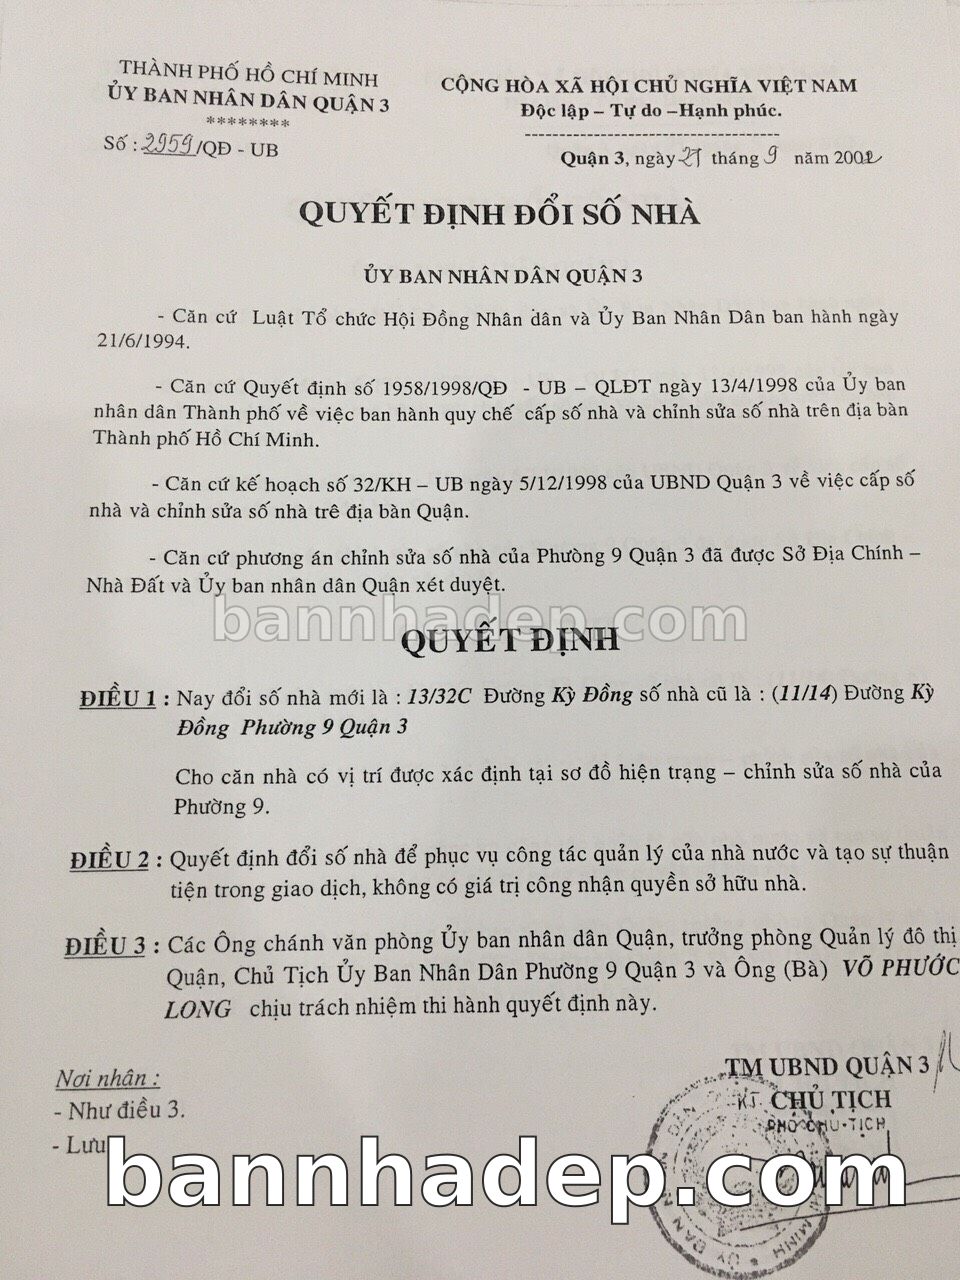 THÀNH PHỐ HỒ CHÍ MINH
ỦY BAN NHÂN DÂN QUẬN 3
********
Số : 2959/QĐ - UB
CỘNG HÒA XÃ HỘI CHỦ NGHĨA VIỆT NAM
Độc lập – Tự do –Hạnh phúc.
-------------------------------------
Quận 3, ngày 27 tháng 9 năm 2002
QUYẾT ĐỊNH ĐỔI SỐ NHÀ
ỦY BAN NHÂN DÂN QUẬN 3
- Căn cứ Luật Tổ chức Hội Đồng Nhân dân và Ủy Ban Nhân Dân ban hành ngày
21/6/1994.
- Căn cứ Quyết định số 1958/1998/QĐ - UB – QLĐT ngày 13/4/1998 của Ủy ban
nhân dân Thành phố về việc ban hành quy chế cấp số nhà và chỉnh sửa số nhà trên địa bàn
Thành phố Hồ Chí Minh.
- Căn cứ kế hoạch số 32/KH – UB ngày 5/12/1998 của UBND Quận 3 về việc cấp số
nhà và chỉnh sửa số nhà trê địa bàn Quận.
- Căn cứ phương án chỉnh sửa số nhà của Phường 9 Quận 3 đã được Sở Địa Chính –
Nhà Đất và Ủy ban nhân dân Quận xét duyệt.
bannhadep.com
QUYẾT ĐỊNH
ĐIỀU 1 : Nay đổi số nhà mới là : 13/32C Đường Kỳ Đồng số nhà cũ là : (11/14) Đường Kỳ
Đồng Phường 9 Quận 3
Cho căn nhà có vị trí được xác định tại sơ đồ hiện trạng – chỉnh sửa số nhà của
Phường 9.
ĐIỀU 2 : Quyết định đổi số nhà để phục vụ công tác quản lý của nhà nước và tạo sự thuận
tiện trong giao dịch, không có giá trị công nhận quyền sở hữu nhà.
ĐIỀU 3 : Các Ông chánh văn phòng Ủy ban nhân dân Quận, trưởng phòng Quản lý đô thị
Quận, Chủ Tịch Ủy Ban Nhân Dân Phường 9 Quận 3 và Ông (Bà) VÕ PHƯỚC
LONG chịu trách nhiệm thi hành quyết định này.
Nơi nhân :
- Như điều 3.
- Lưu
TM UBND QUẬN 3
KT. CHỦ TỊCH
PHÓ CHỦ-TỊCH
bannhadep.com